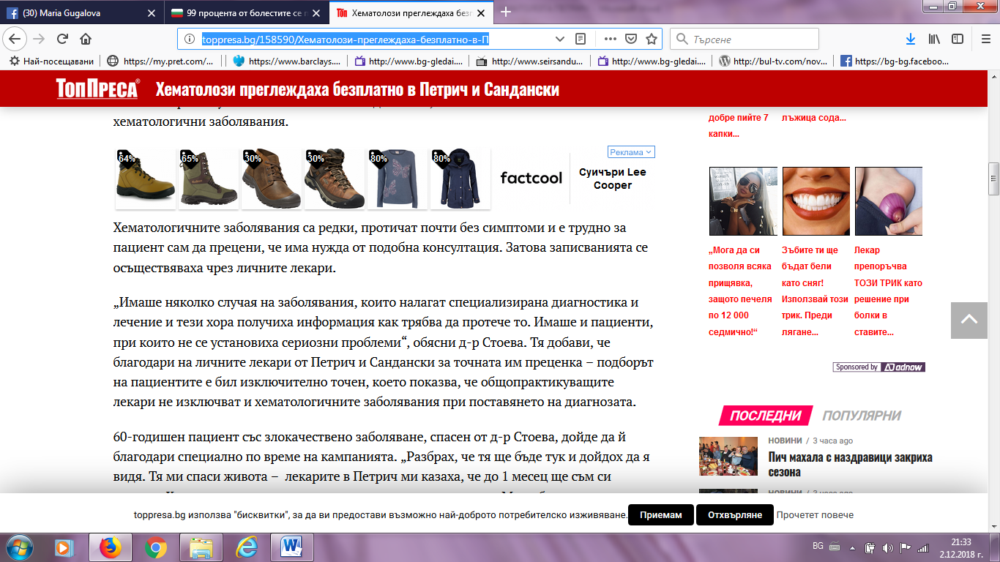 (30) Maria Gugalova
99 процента от болестите се п
Хематолози преглеждаха безп
toppresa.bg/158590/Хематолози-преглеждаха-безплатно-в-П
Търсене
Най-посещавани
https://my.pret.com/...
https://www.barclays....
http://www.bg-gledai....
http://www.seirsandu...
http://www.bg-gledai....
http://bul-tv.com/nov...
https://bg-bg.faceboo...
ТопПреса®
Хематолози преглеждаха безплатно в Петрич и Сандански
хематологични заболявания.
64%
65%
30%
30%
80%
80%
factcool
Реклама
Суичъри Lee
Cooper
Хематологичните заболявания са редки, протичат почти без симптоми и е трудно за
пациент сам да прецени, че има нужда от подобна консултация. Затова записванията се
осъществяваха чрез личните лекари.
„Имаше няколко случая на заболявания, които налагат специализирана диагностика и
лечение и тези хора получиха информация как трябва да протече то. Имаше и пациенти,
при които не се установиха сериозни проблеми“, обясни д-р Стоева. Тя добави, че
благодари на личните лекари от Петрич и Сандански за точната им преценка – подборът
на пациентите е бил изключително точен, което показва, че общопрактикуващите
лекари не изключват и хематологичните заболявания при поставянето на диагнозата.
60-годишен пациент със злокачествено заболяване, спасен от д-р Стоева, дойде да й
благодари специално по време на кампанията. „Разбрах, че тя ще бъде тук и дойдох да я
видя. Тя ми спаси живота – лекарите в Петрич ми казаха, че до 1 месец ще съм си
добре пийте 7
капки...
лъжица сода...
„Мога да си
позволя всяка
прищявка,
защото печеля
по 12 000
седмично!“
Зъбите ти ще
бъдат бели
като сняг!
Използвай този
трик. Преди
лягане...
Лекар
препоръчва
ТОЗИ ТРИК като
решение при
болки в
ставите...
Sponsored by adnow
ПОСЛЕДНИ
ПОПУЛЯРНИ
НОВИНИ / 3 часа ago
Пич махала с наздравици закриха
сезона
НОВИНИ / 3 часа ago
toppresa.bg използва "бисквитки", за да ви предостави възможно най-доброто потребителско изживяване.
Приемам
Отхвърляне
Прочетет повече
BG
21:33
2.12.2018 г.